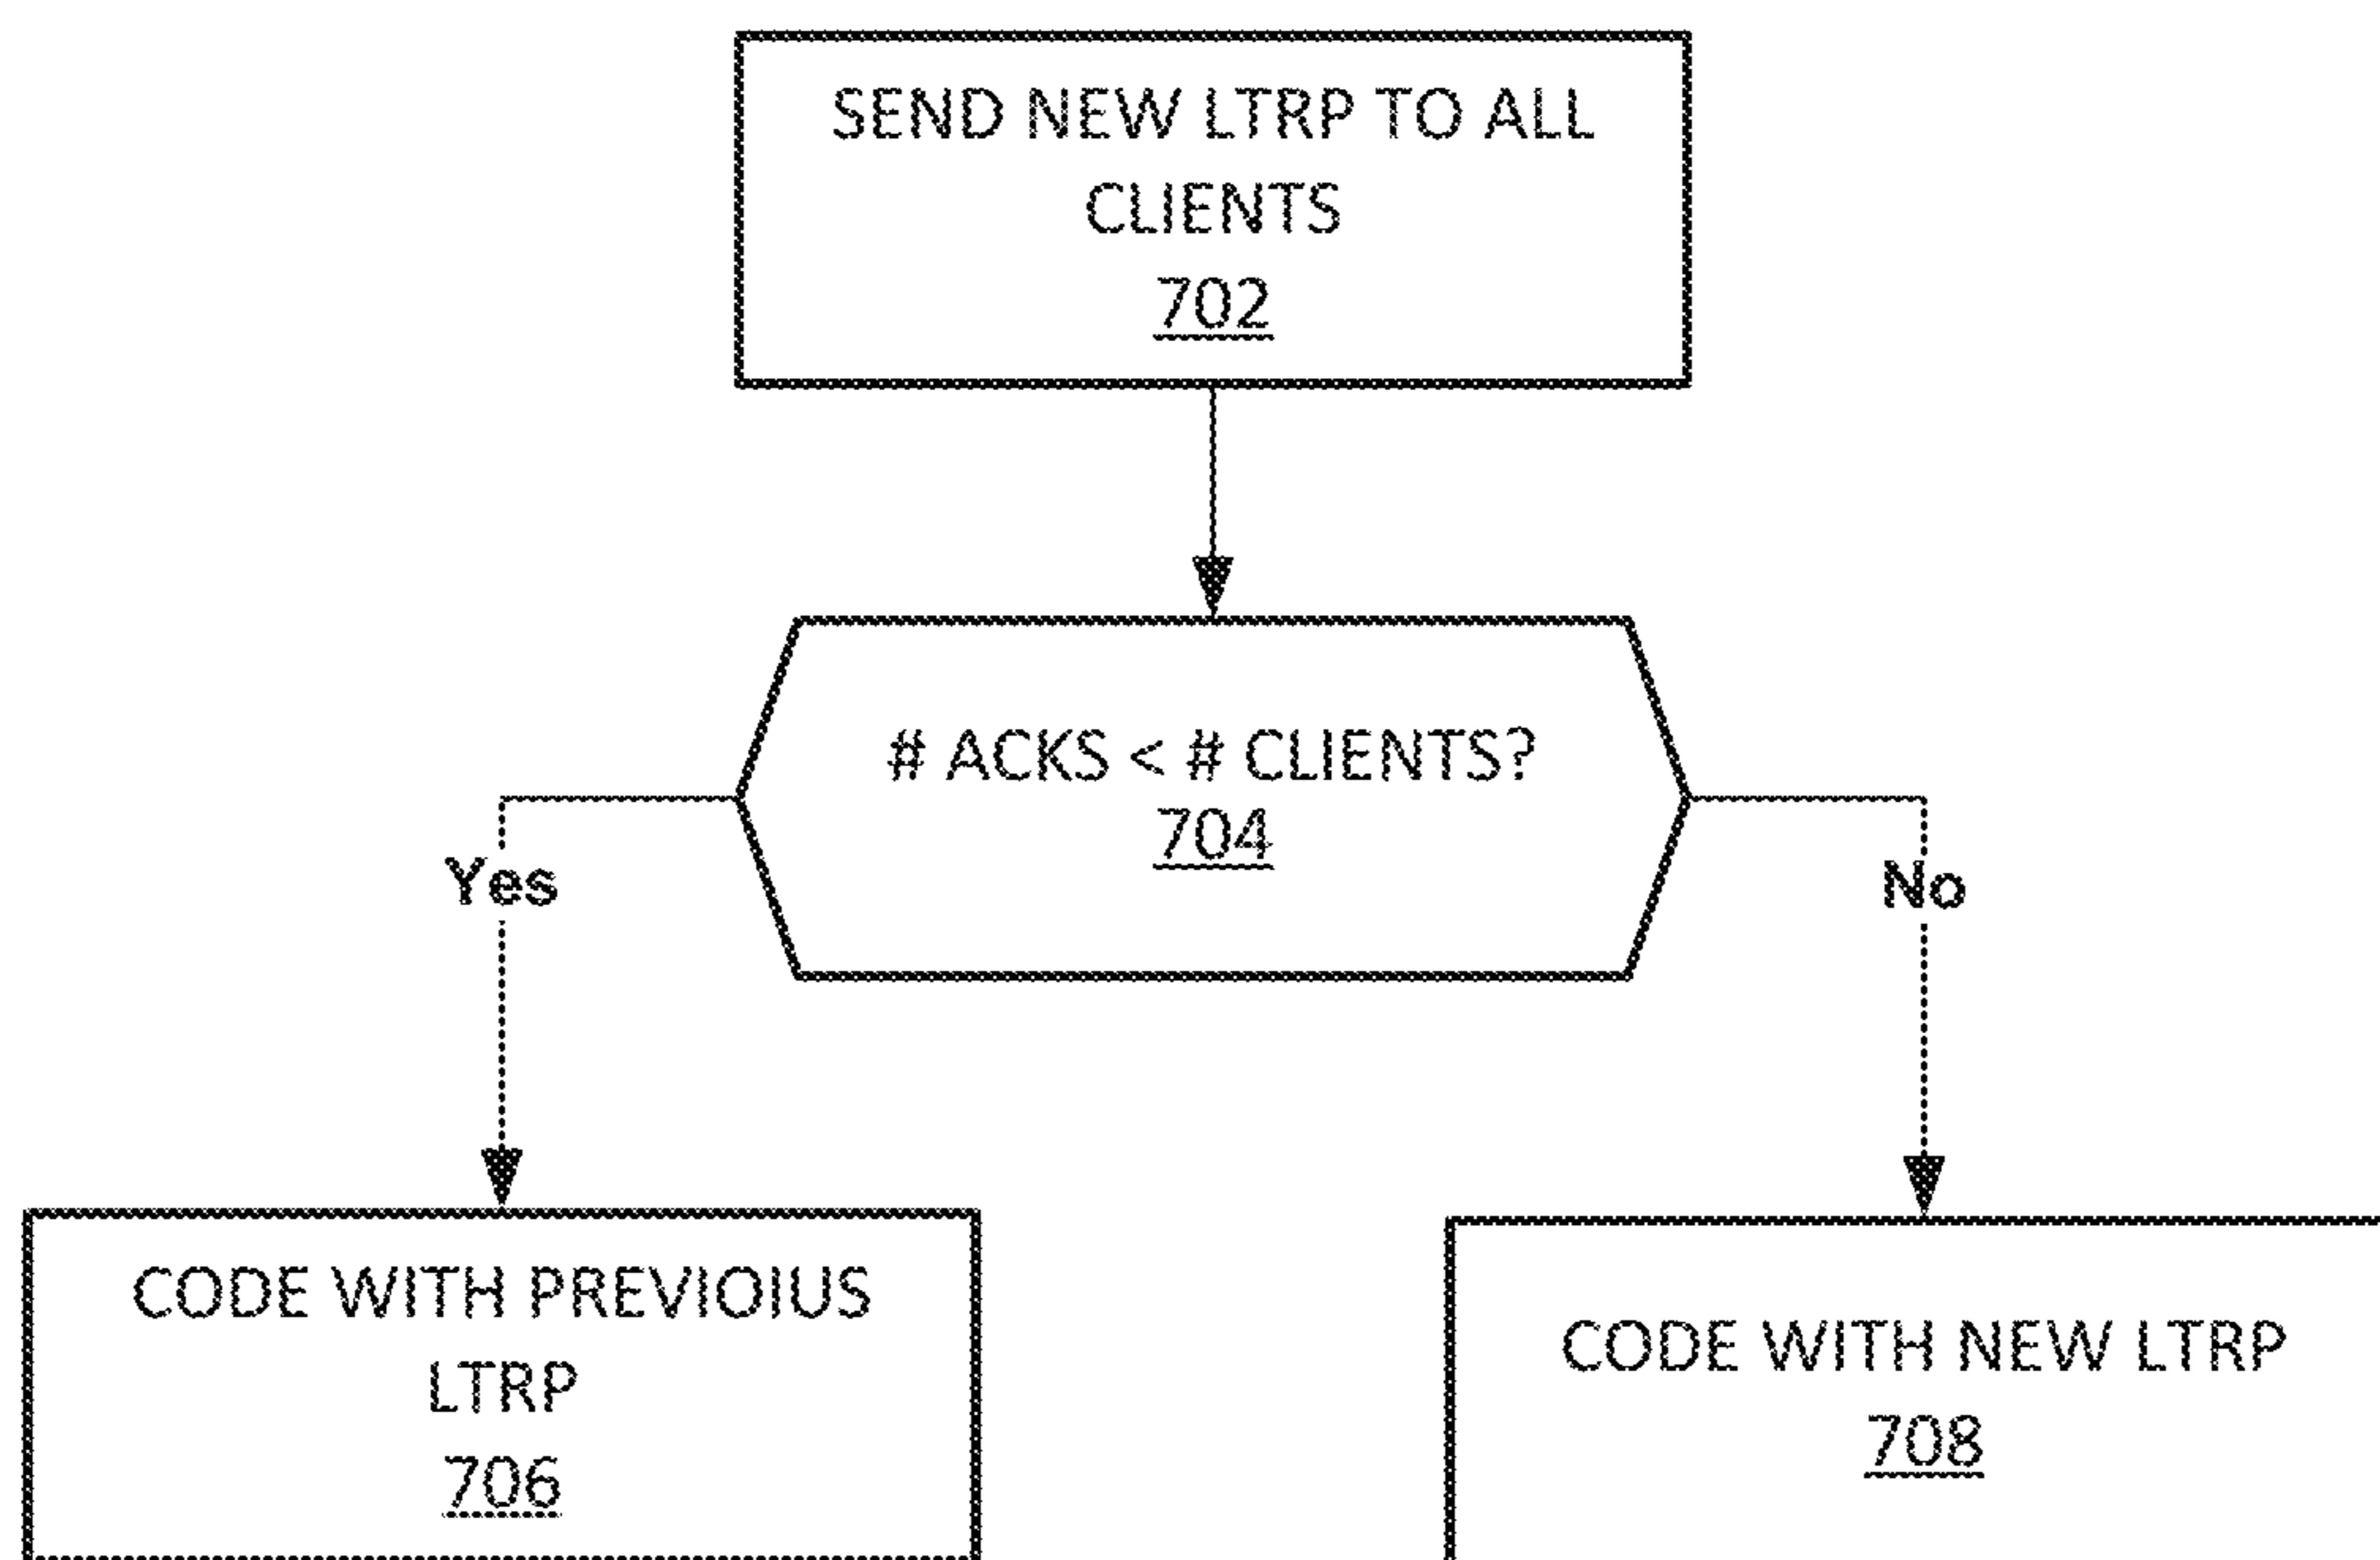 SEND NEW LTRP TO ALL
CLIENTS
702
# ACKS < # CLIENTS?
704
Yes
No
CODE WITH PREVIOIUS
LTRP
706
CODE WITH NEW LTRP
708